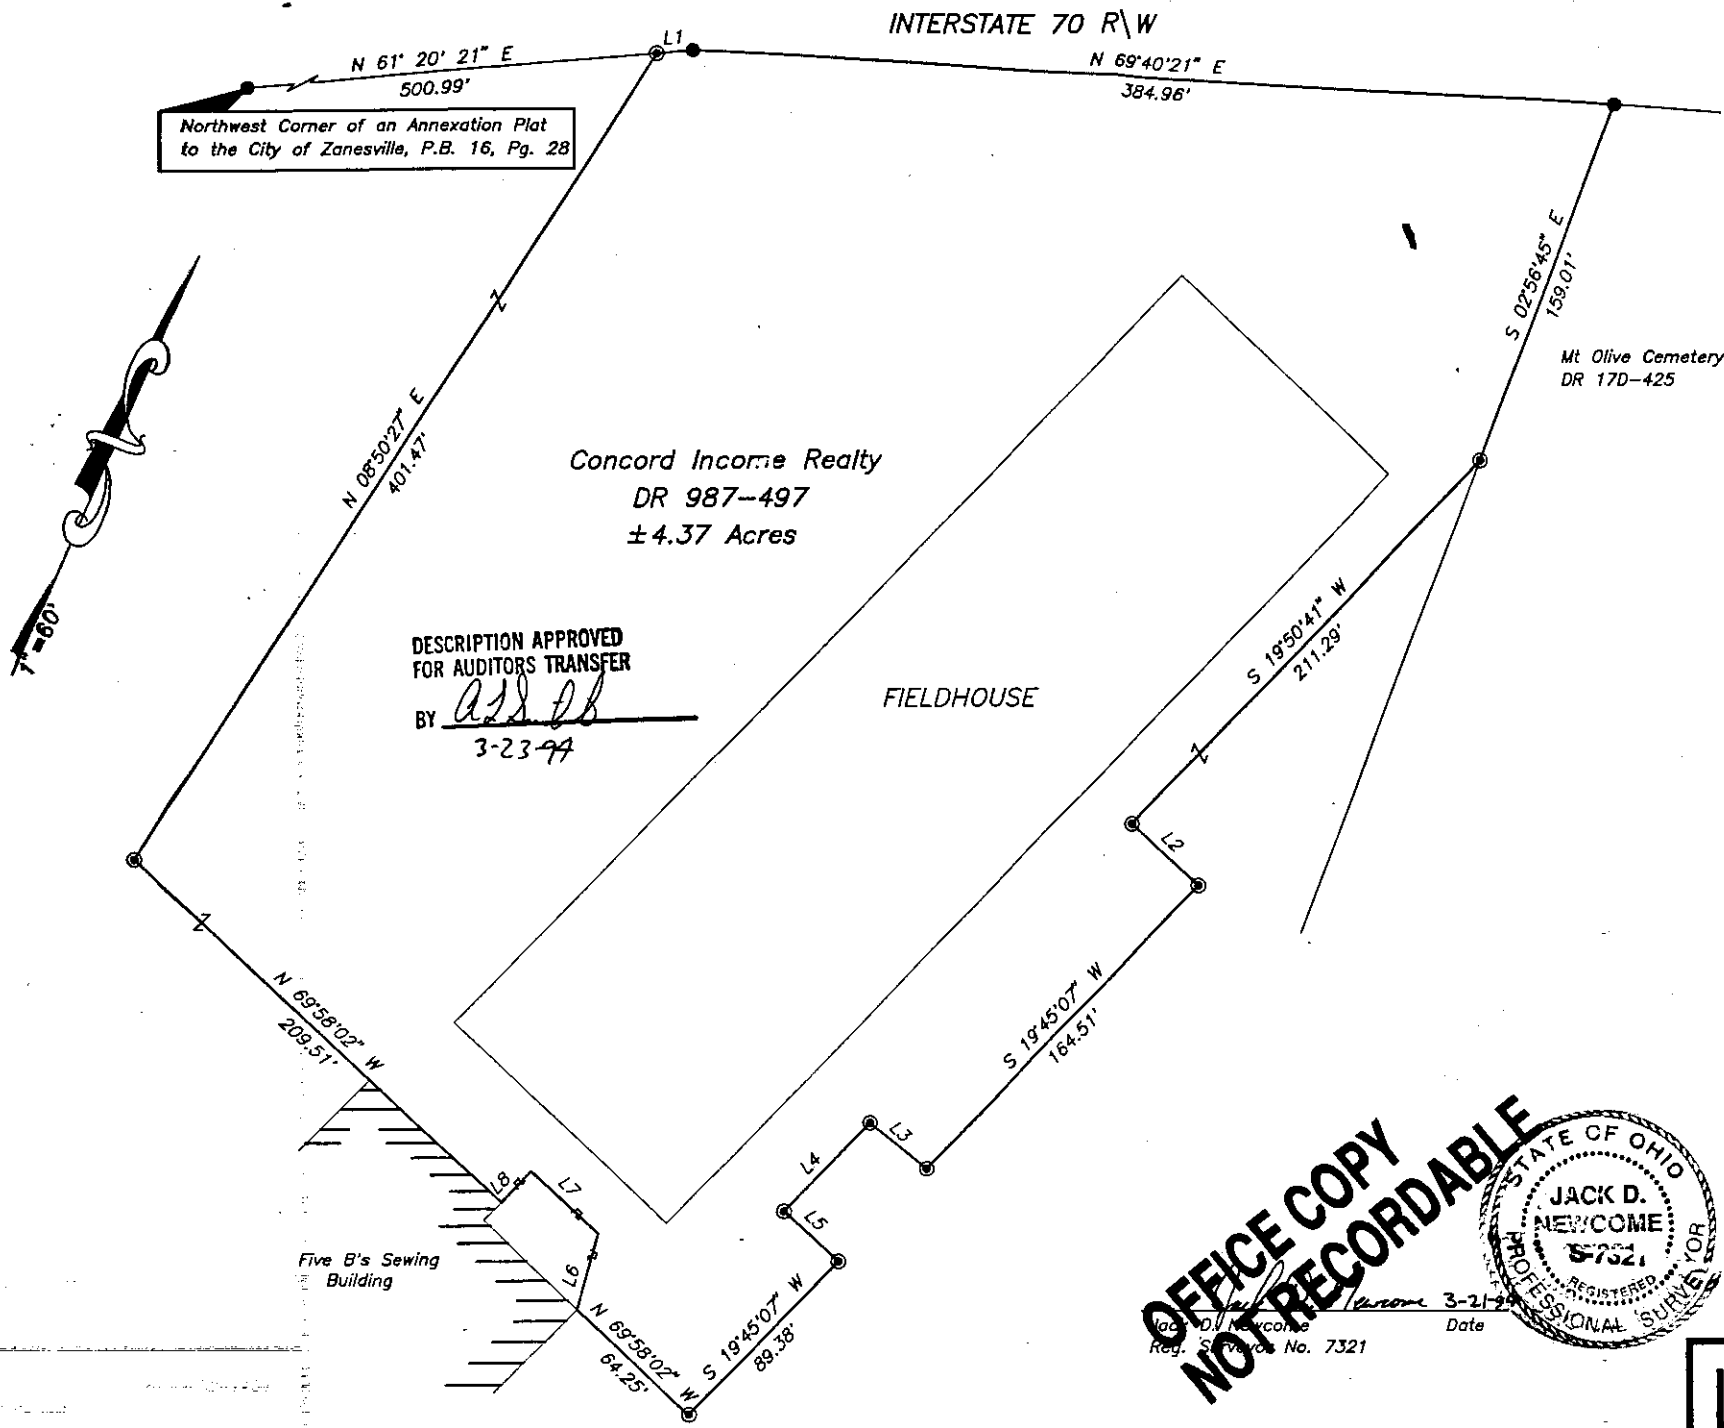 INTERSTATE 70 R\W
L1
N 61° 20' 21" E
500.99'
N 69°40'21" E
384.96'
Northwest Corner of an Annexation Plat
to the City of Zanesville, P.B. 16, Pg. 28
S 02°56'45" E
159.01'
Mt Olive Cemetery
DR 17D-425
N 08°50'27" E
401.47'
Z
Concord Income Realty
DR 987-497
±4.37 Acres
1"=60'
DESCRIPTION APPROVED
FOR AUDITORS TRANSFER
BY
3-23-94
FIELDHOUSE
S 19°50'41" W
211.29'
Z
L2
Z
N 69°58'02" W
209.51'
S 19°45'07" W
164.51'
L3
L4
L5
L8
L7
L6
Five B's Sewing
Building
N 69°58'02" W
64.25'
S 19°45'07" W
89.38'
OFFICE COPY
NOT RECORDABLE
3-21-94
Jack D. Newcome
Date
Reg. Surveyor No. 7321
STATE OF OHIO
JACK D.
NEWCOME
S-7321
REGISTERED
PROFESSIONAL SURVEYOR